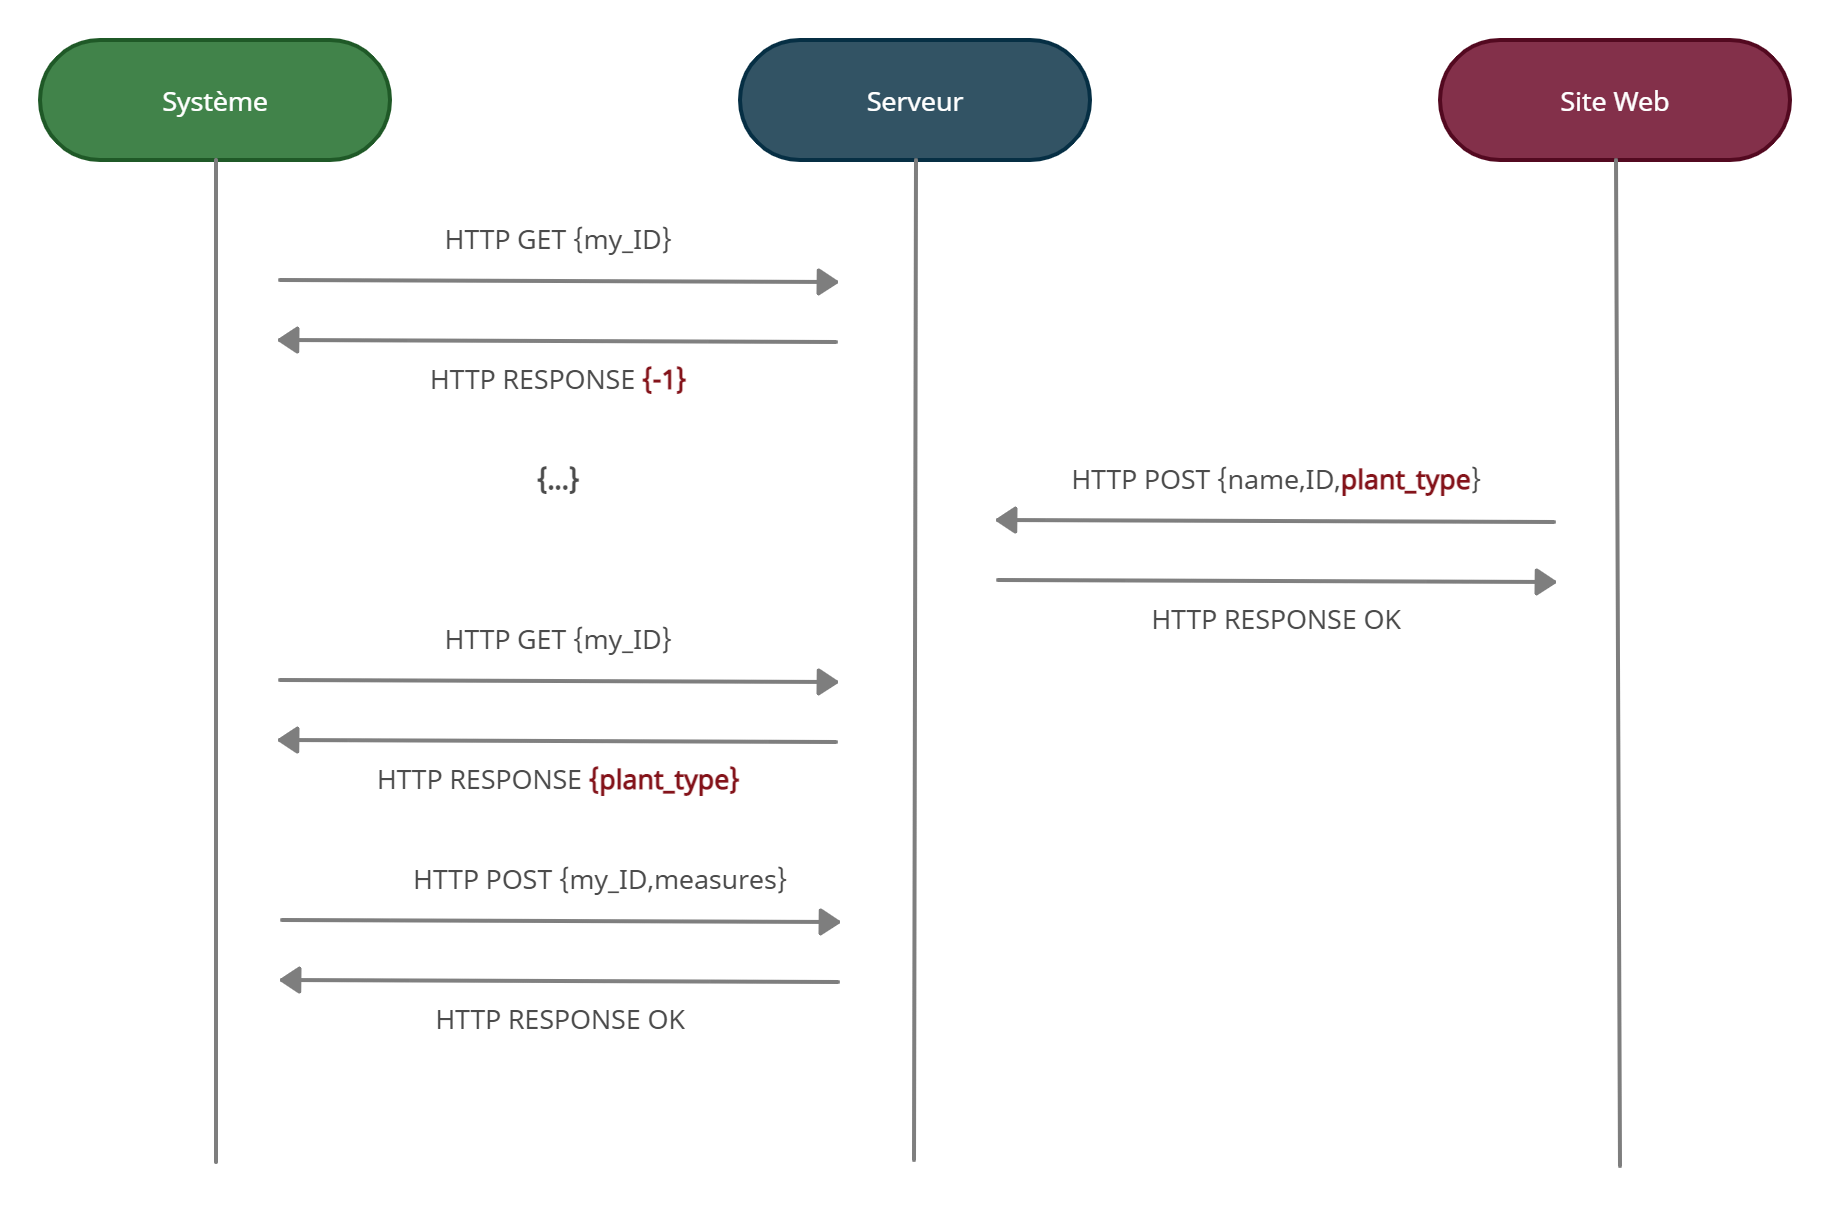 Système
Serveur
Site Web
HTTP GET {my_ID}
HTTP RESPONSE {-1}
{...}
HTTP POST {name,ID,plant_type}
HTTP RESPONSE OK
HTTP GET {my_ID}
HTTP RESPONSE {plant_type}
HTTP POST {my_ID,measures}
HTTP RESPONSE OK